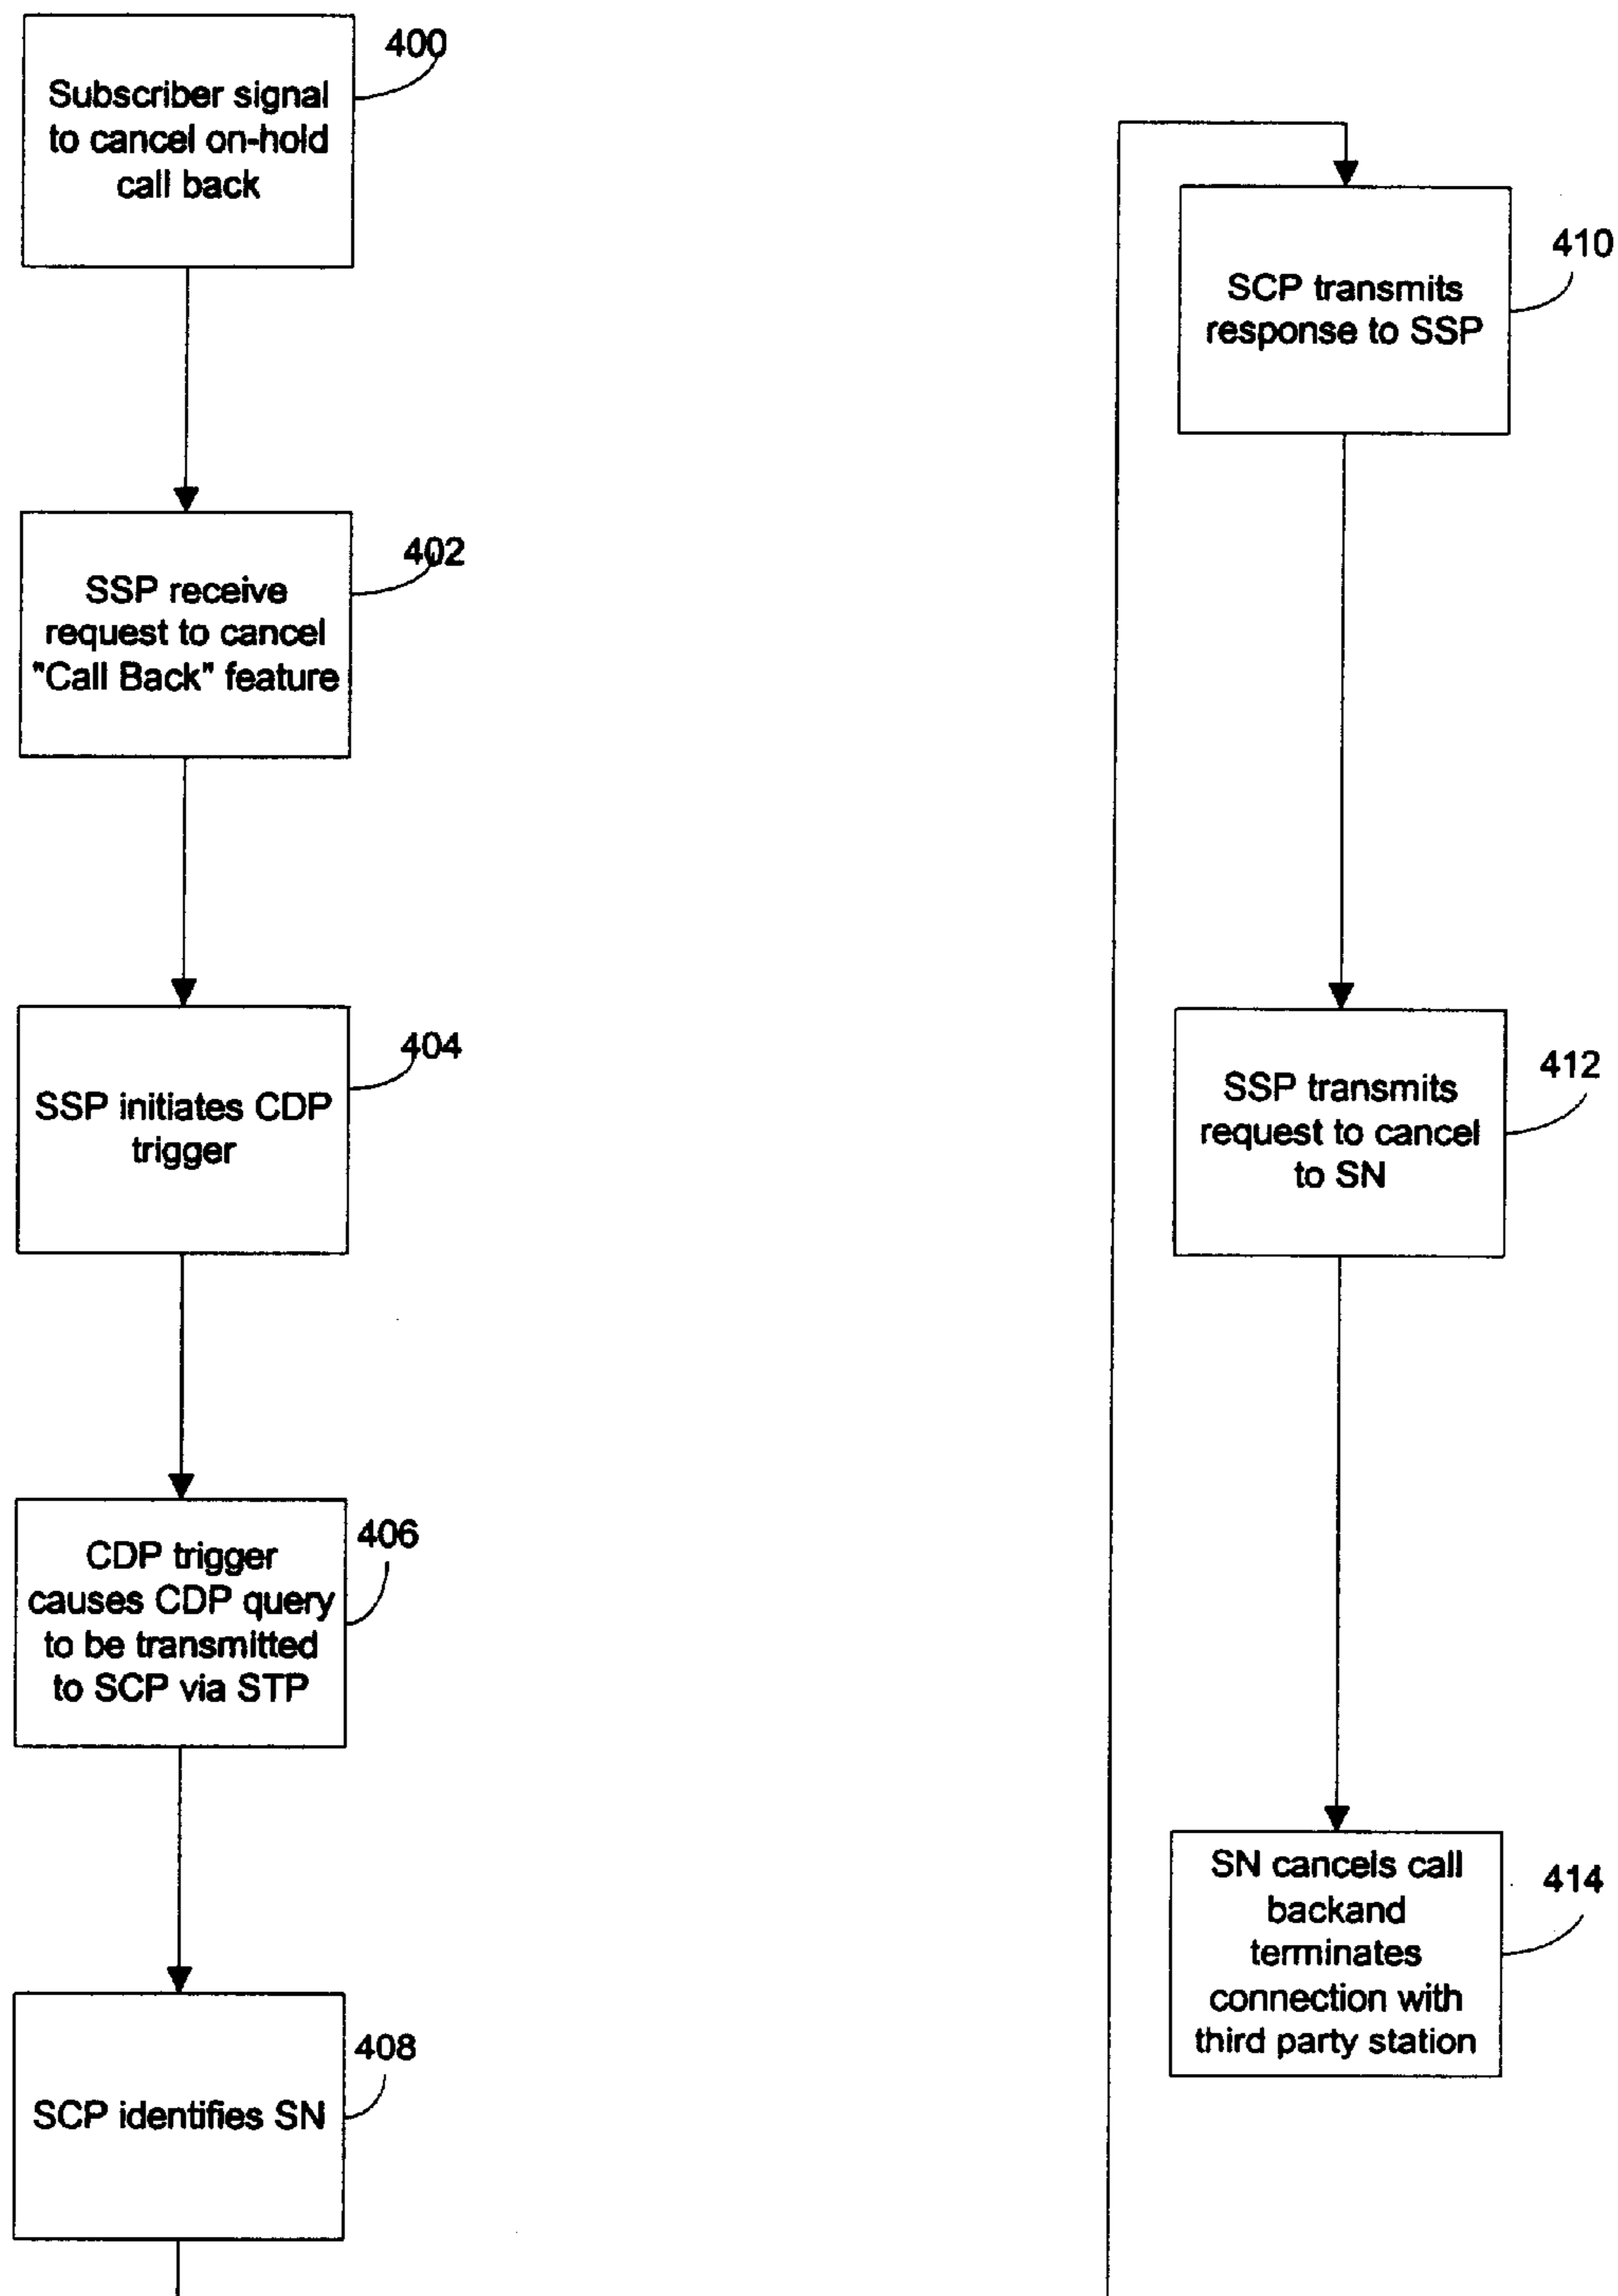 400
Subscriber signal
to cancel on-hold
call back
402
SSP receive
request to cancel
"Call Back" feature
404
SSP initiates CDP
trigger
406
CDP trigger
causes CDP query
to be transmitted
to SCP via STP
408
SCP identifies SN
410
SCP transmits
response to SSP
412
SSP transmits
request to cancel
to SN
414
SN cancels call
backand
terminates
connection with
third party station